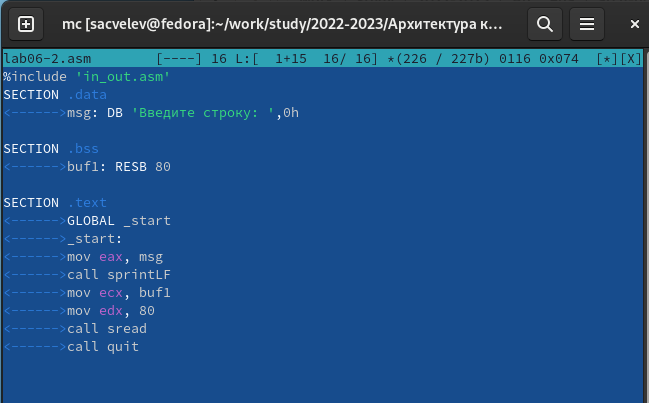 mc [sacvelev@fedora]:~/work/study/2022-2023/Архитектура к...
lab06-2.asm [----] 16 L:[ 1+15 16/ 16] *(226 / 227b) 0116 0x074 [*][X]
%include 'in_out.asm'
SECTION .data
<------>msg: DB 'Введите строку: ',0h
SECTION .bss
<------>buf1: RESB 80
SECTION .text
<------>GLOBAL _start
<------>_start:
<------>mov eax, msg
<------>call sprintLF
<------>mov ecx, buf1
<------>mov edx, 80
<------>call sread
<------>call quit